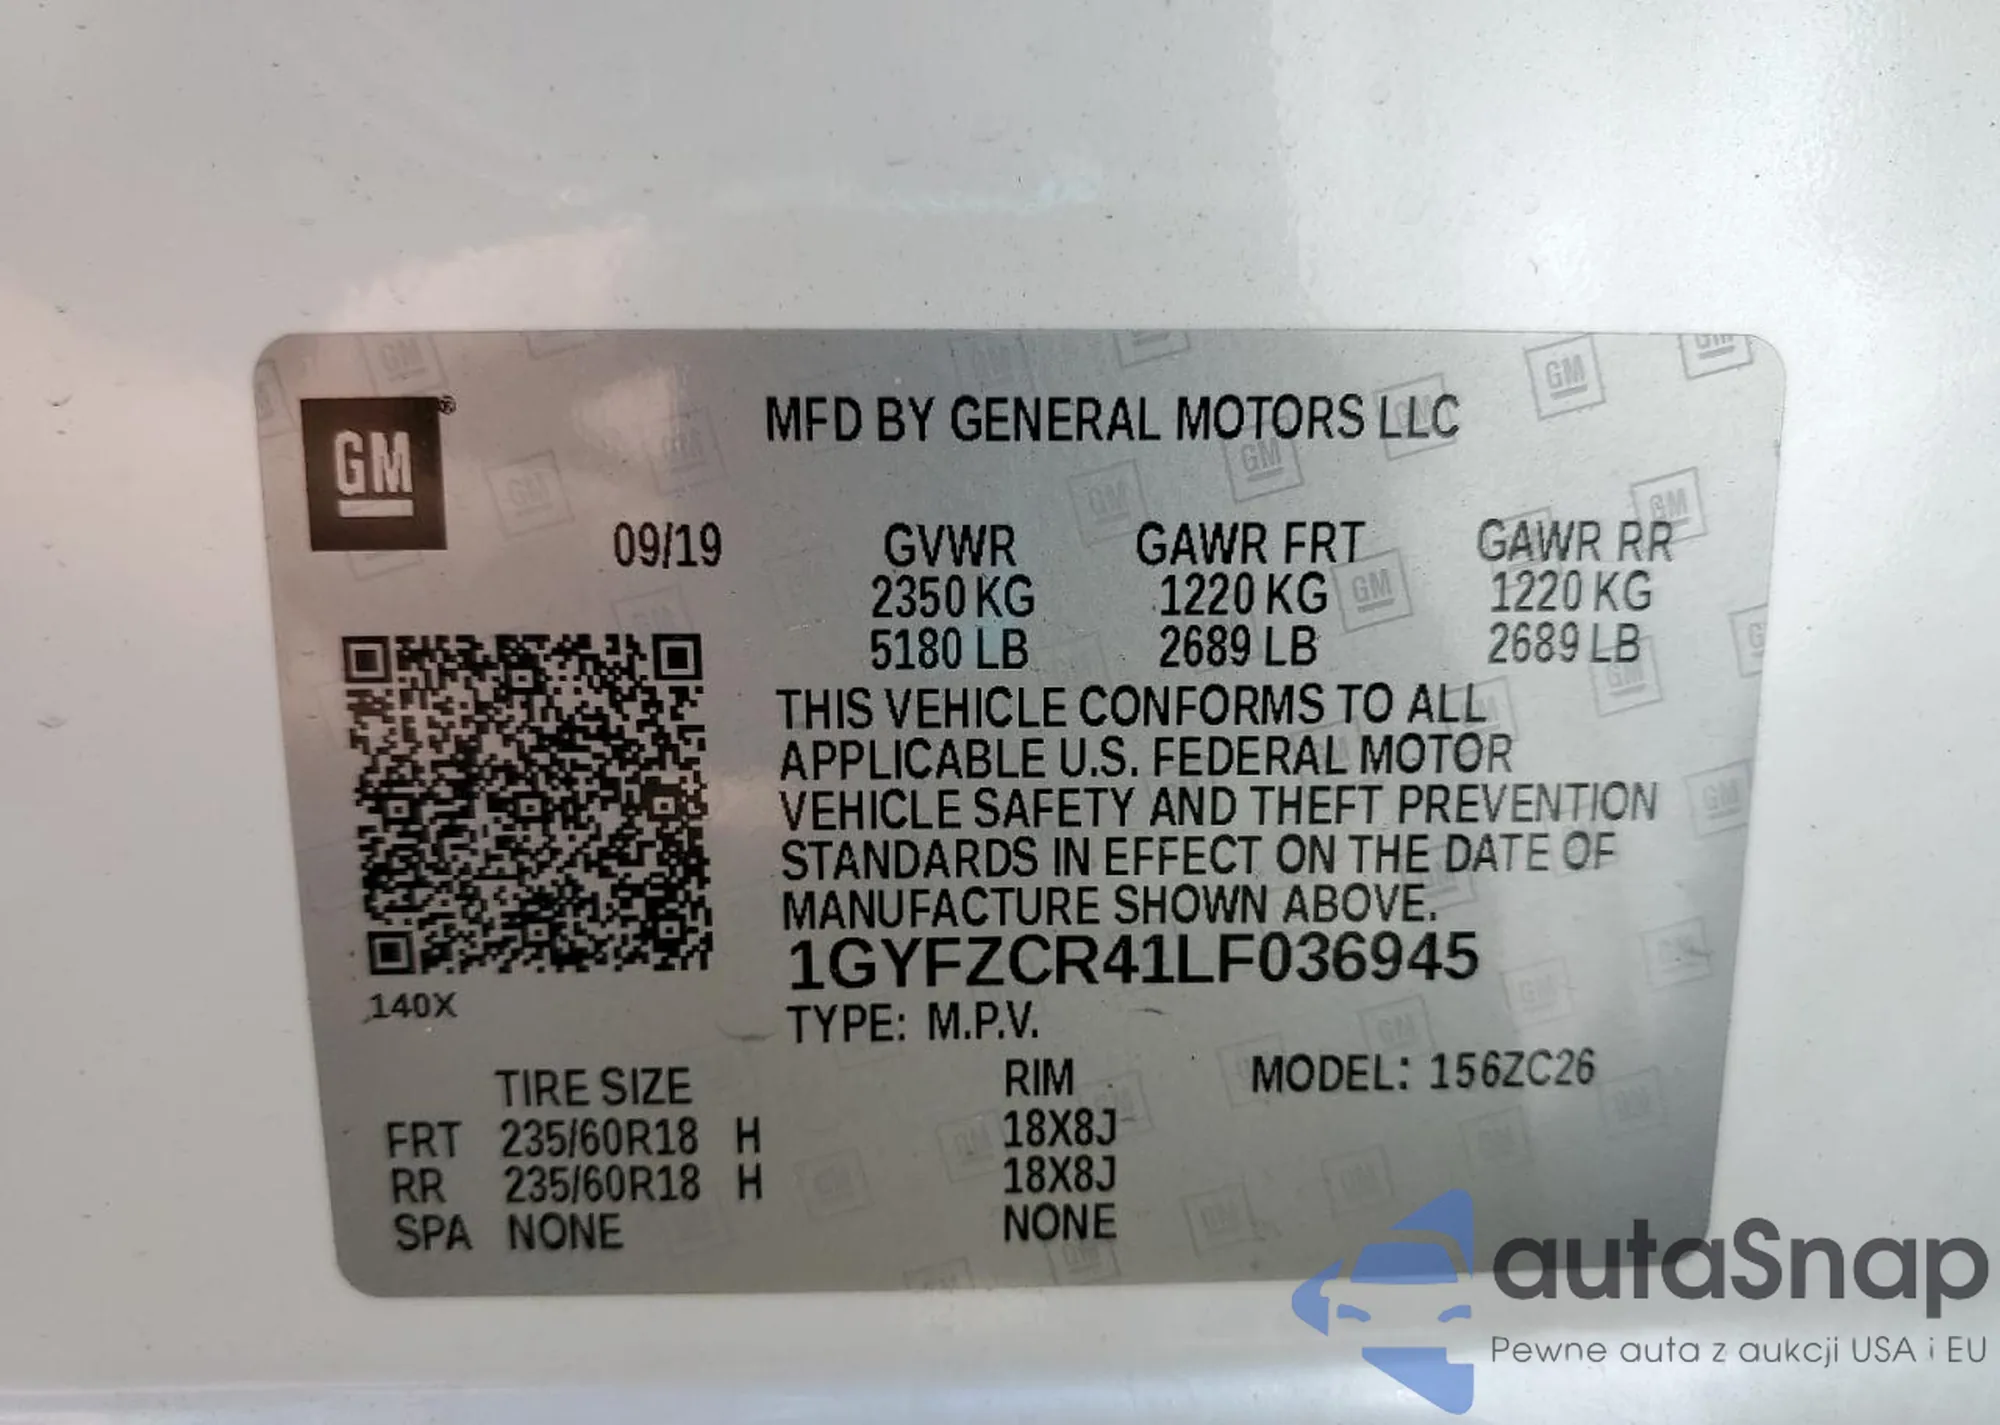 GM ®
MFD BY GENERAL MOTORS LLC
09/19 GVWR GAWR FRT GAWR RR
2350 KG 1220 KG 1220 KG
5180 LB 2689 LB 2689 LB
THIS VEHICLE CONFORMS TO ALL
APPLICABLE U.S. FEDERAL MOTOR
VEHICLE SAFETY AND THEFT PREVENTION
STANDARDS IN EFFECT ON THE DATE OF
MANUFACTURE SHOWN ABOVE.
1GYFZCR41LF036945
140X
TYPE: M.P.V.
TIRE SIZE RIM MODEL: 156ZC26
FRT 235/60R18 H 18X8J
RR 235/60R18 H 18X8J
SPA NONE NONE
autaSnap
Pewne auta z aukcji USA i EU